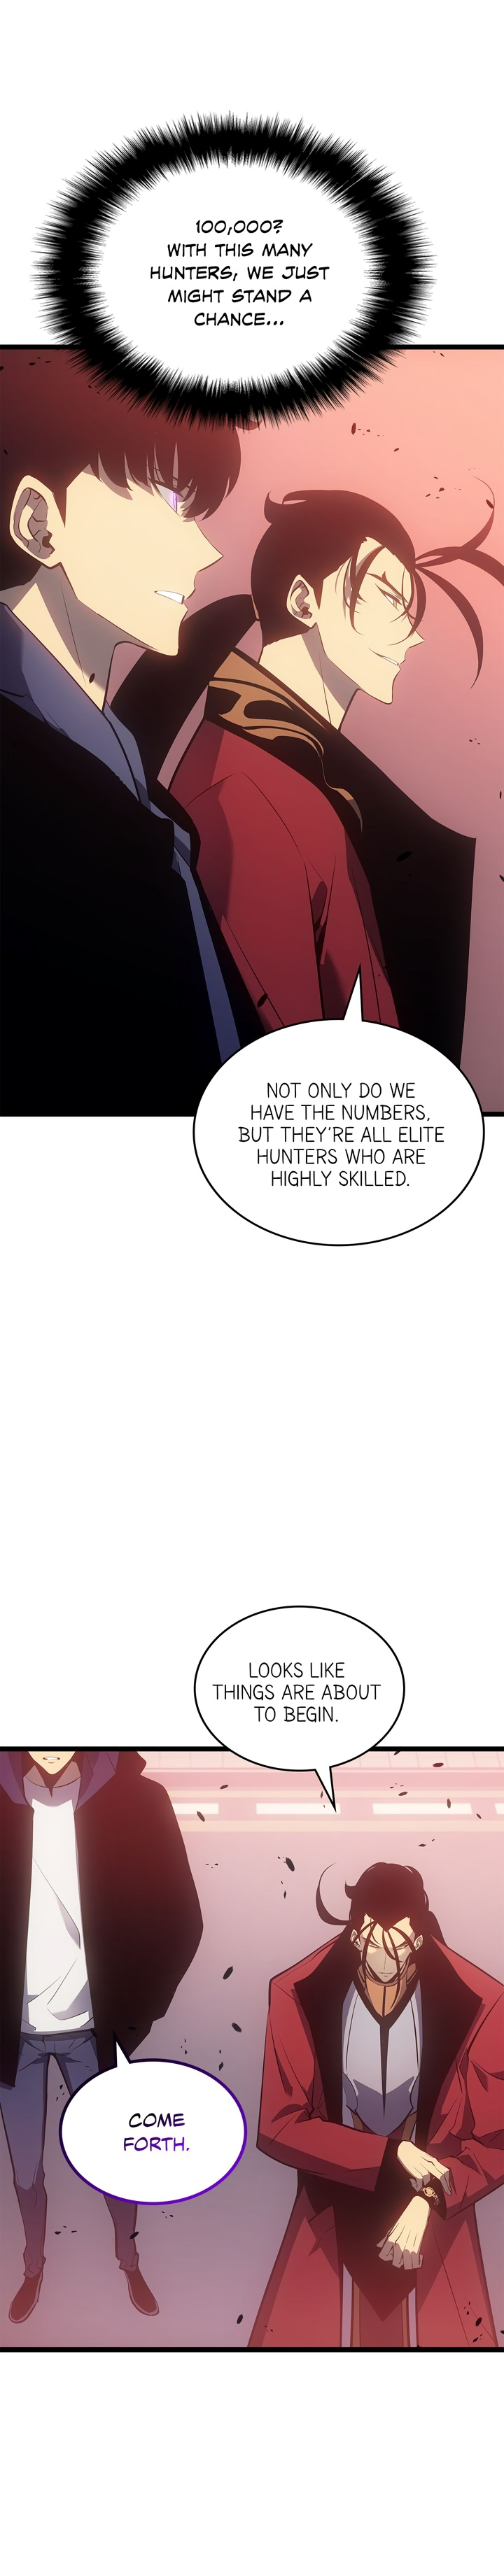 100,000?
WITH THIS MANY
HUNTERS, WE JUST
MIGHT STAND A
CHANCE...
NOT ONLY DO WE
HAVE THE NUMBERS,
BUT THEY'RE ALL ELITE
HUNTERS WHO ARE
HIGHLY SKILLED.
LOOKS LIKE
THINGS ARE ABOUT
TO BEGIN.
COME
FORTH.